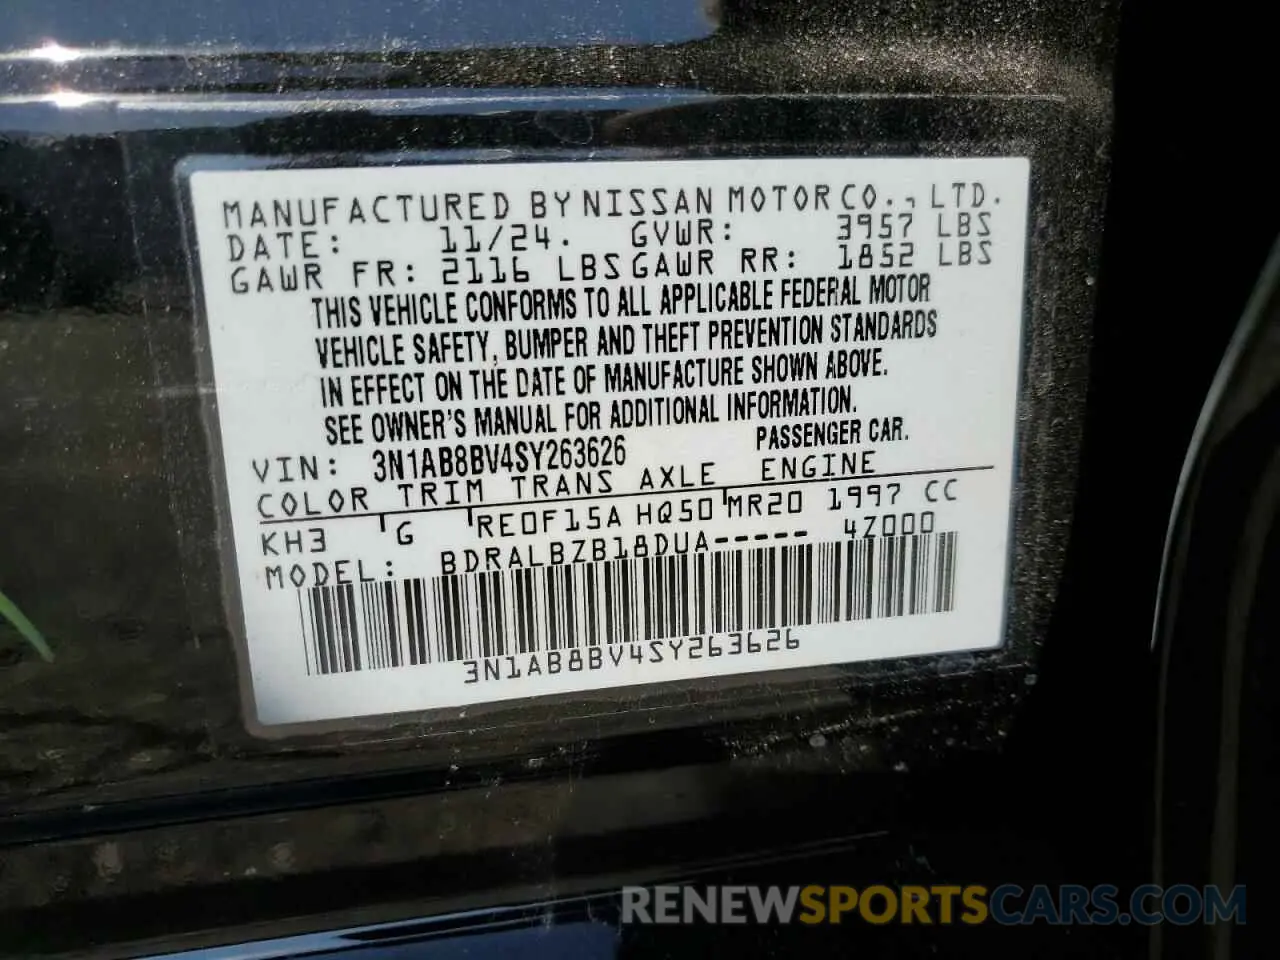 MANUFACTURED BY NISSAN MOTOR CO., LTD.
DATE: 11/24. GVWR: 3957 LBS
GAWR FR: 2116 LBS GAWR RR: 1852 LBS
THIS VEHICLE CONFORMS TO ALL APPLICABLE FEDERAL MOTOR
VEHICLE SAFETY, BUMPER AND THEFT PREVENTION STANDARDS
IN EFFECT ON THE DATE OF MANUFACTURE SHOWN ABOVE.
SEE OWNER'S MANUAL FOR ADDITIONAL INFORMATION.
VIN: 3N1AB8BV4SY263626 PASSENGER CAR.
COLOR TRIM TRANS AXLE ENGINE
KH3 G RE0F15A HQ50 MR20 1997 CC
MODEL: BDRALBZB18DUA----- 4Z000
3N1AB8BV4SY263626
RENEWSPORTSCARS.COM